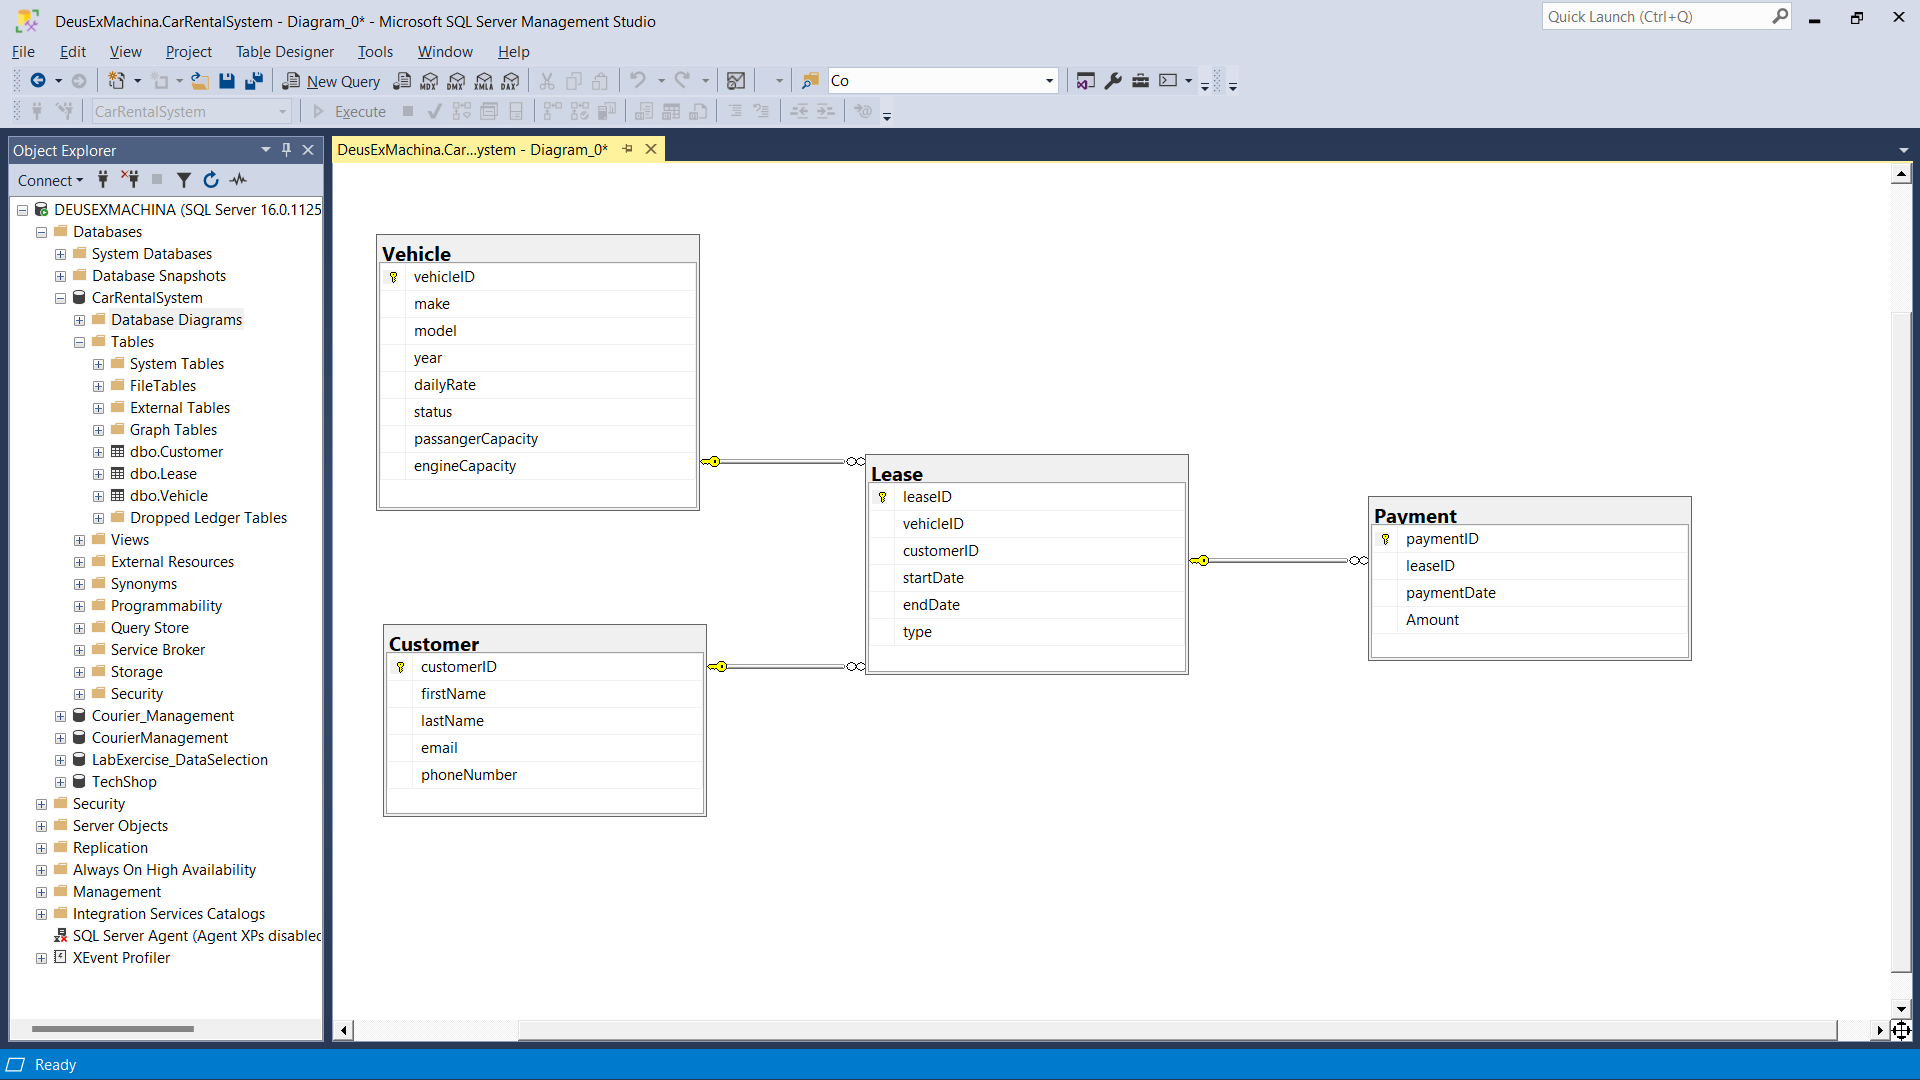 DeusExMachina.CarRentalSystem - Diagram_0* - Microsoft SQL Server Management Studio
Quick Launch (Ctrl+Q)
File Edit View Project Table Designer Tools Window Help
New Query MDX DMX XMLA DAX Co
CarRentalSystem Execute
Object Explorer
Connect
DEUSEXMACHINA (SQL Server 16.0.1125
Databases
System Databases
Database Snapshots
CarRentalSystem
Database Diagrams
Tables
System Tables
FileTables
External Tables
Graph Tables
dbo.Customer
dbo.Lease
dbo.Vehicle
Dropped Ledger Tables
Views
External Resources
Synonyms
Programmability
Query Store
Service Broker
Storage
Security
Courier_Management
CourierManagement
LabExercise_DataSelection
TechShop
Security
Server Objects
Replication
Always On High Availability
Management
Integration Services Catalogs
SQL Server Agent (Agent XPs disabled
XEvent Profiler
DeusExMachina.Car...ystem - Diagram_0*
Vehicle
vehicleID
make
model
year
dailyRate
status
passangerCapacity
engineCapacity
Customer
customerID
firstName
lastName
email
phoneNumber
Lease
leaseID
vehicleID
customerID
startDate
endDate
type
Payment
paymentID
leaseID
paymentDate
Amount
Ready